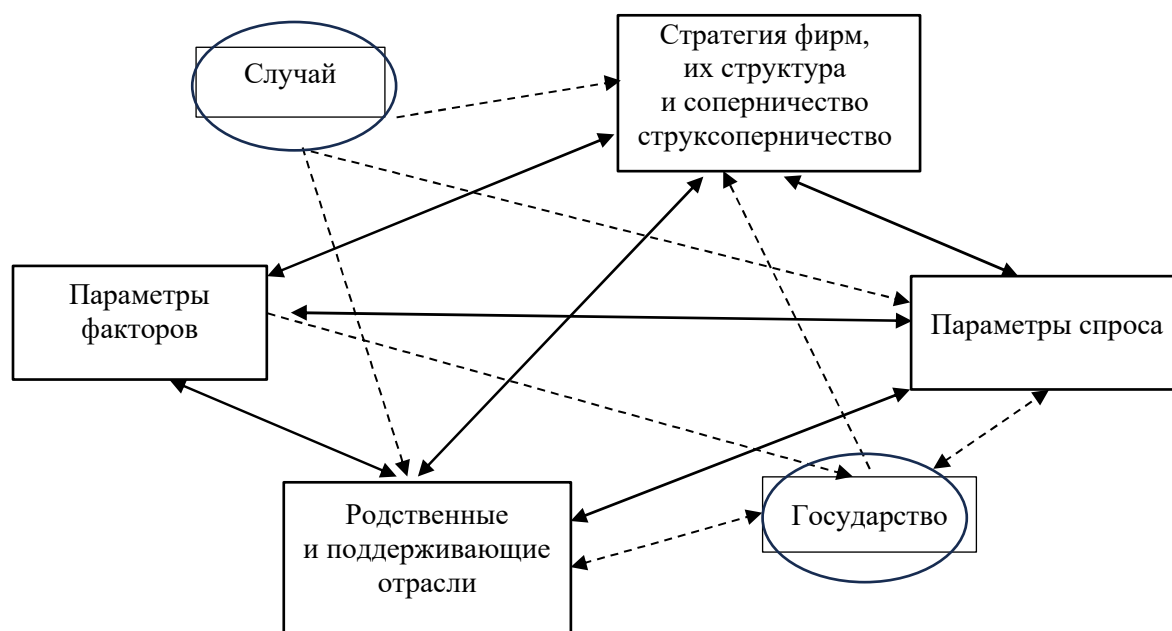 Случай
Стратегия фирм,
их структура
и соперничество
струксоперничество
Параметры
факторов
Параметры спроса
Родственные
и поддерживающие
отрасли
Государство